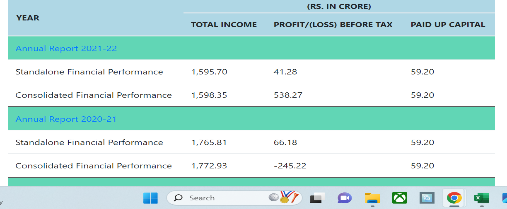 (RS. IN CRORE)
YEAR TOTAL INCOME PROFIT/(LOSS) BEFORE TAX PAID UP CAPITAL
Annual Report 2021-22
Standalone Financial Performance 1,595.70 41.28 59.20
Consolidated Financial Performance 1,598.35 538.27 59.20
Annual Report 2020-21
Standalone Financial Performance 1,765.81 66.18 59.20
Consolidated Financial Performance 1,772.93 -245.22 59.20
Search